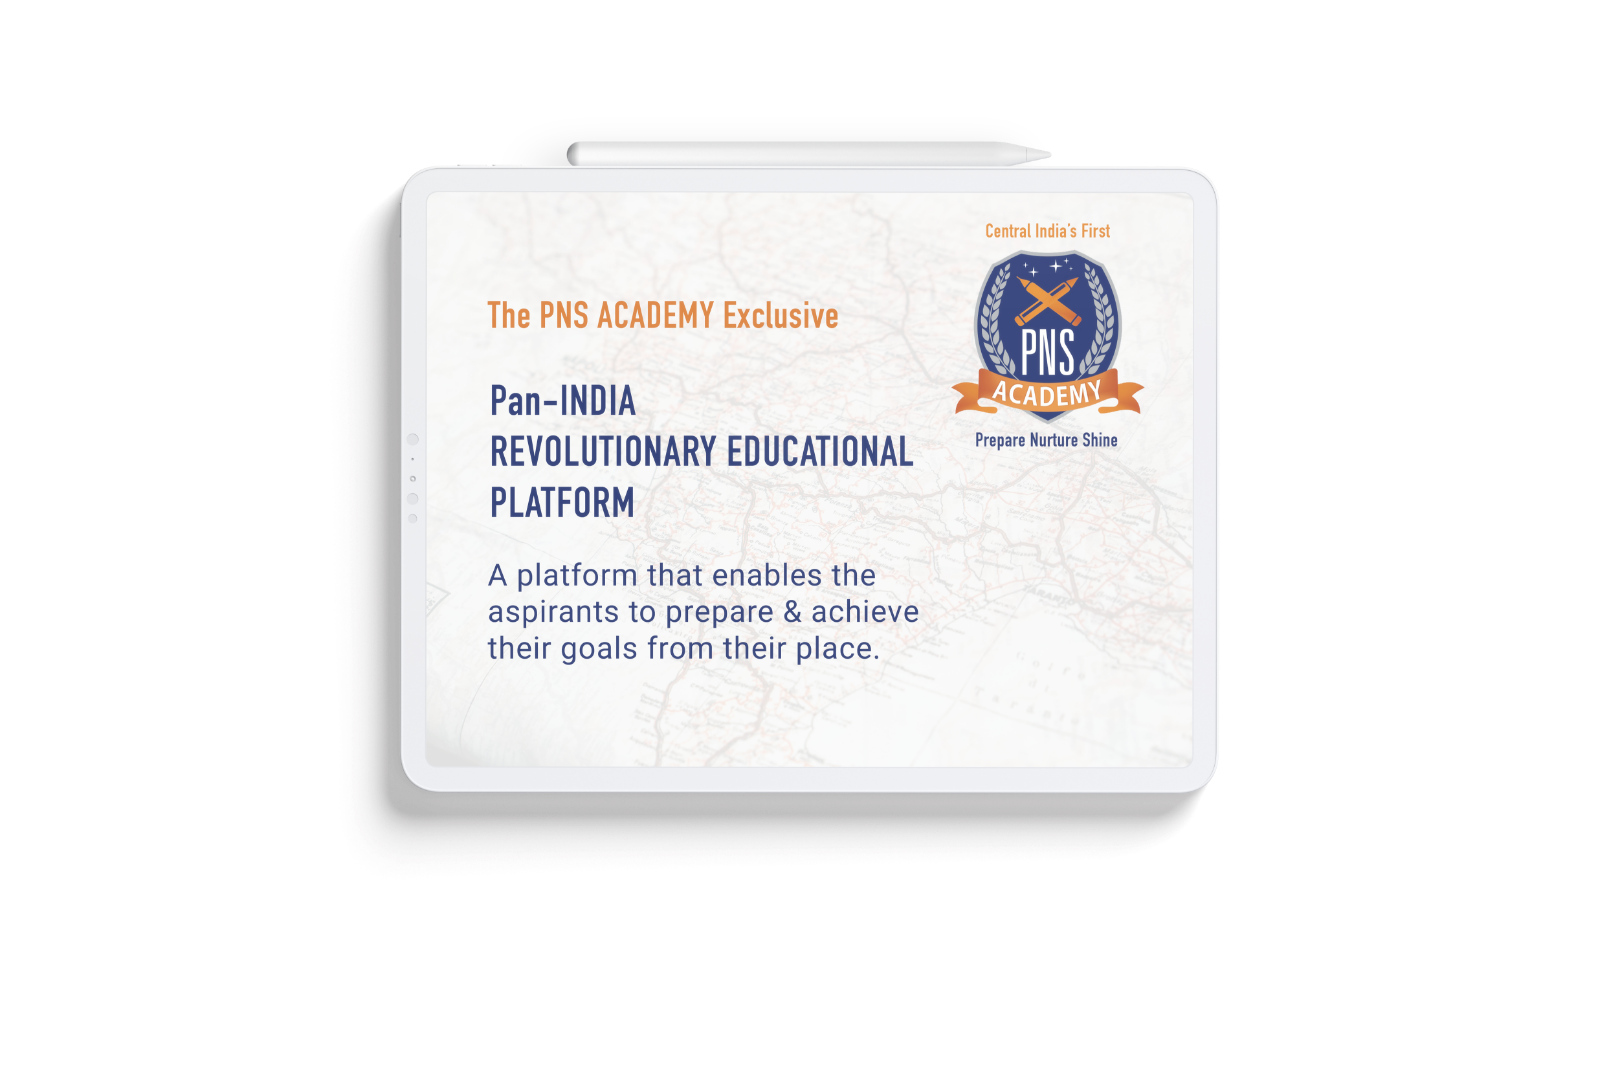 Central India's First
PNS
ACADEMY
Prepare Nurture Shine
The PNS ACADEMY Exclusive
Pan-INDIA
REVOLUTIONARY EDUCATIONAL
PLATFORM
A platform that enables the
aspirants to prepare & achieve
their goals from their place.